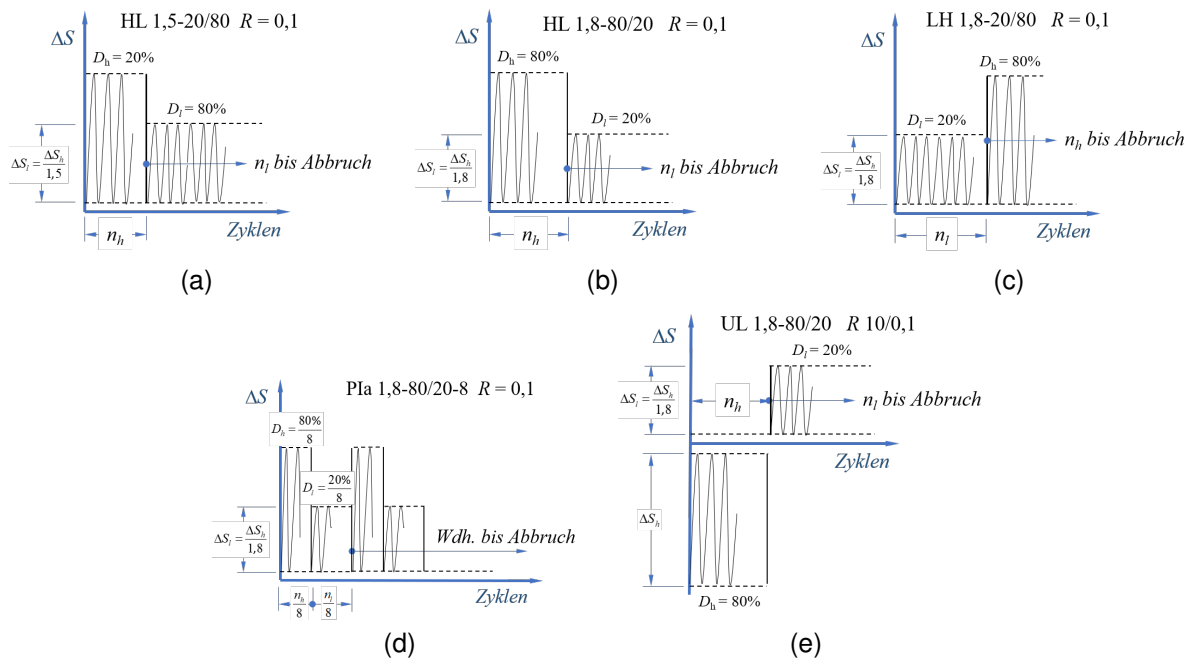 HL 1,5-20/80 R = 0,1
ΔS
D_h = 20%
D_l = 80%
ΔS_l = ΔS_h/1,5
n_l bis Abbruch
Zyklen
n_h
(a)
HL 1,8-80/20 R = 0,1
ΔS
D_h = 80%
D_l = 20%
ΔS_l = ΔS_h/1,8
n_l bis Abbruch
Zyklen
n_h
(b)
LH 1,8-20/80 R = 0,1
ΔS
D_h = 80%
D_l = 20%
n_h bis Abbruch
ΔS_l = ΔS_h/1,8
Zyklen
n_l
(c)
PIa 1,8-80/20-8 R = 0,1
ΔS
D_h = 80%/8
D_l = 20%/8
ΔS_l = ΔS_h/1,8
Wdh. bis Abbruch
Zyklen
n_h/8
n_l/8
(d)
UL 1,8-80/20 R 10/0,1
ΔS
D_l = 20%
ΔS_l = ΔS_h/1,8
n_h
n_l bis Abbruch
Zyklen
ΔS_h
D_h = 80%
(e)